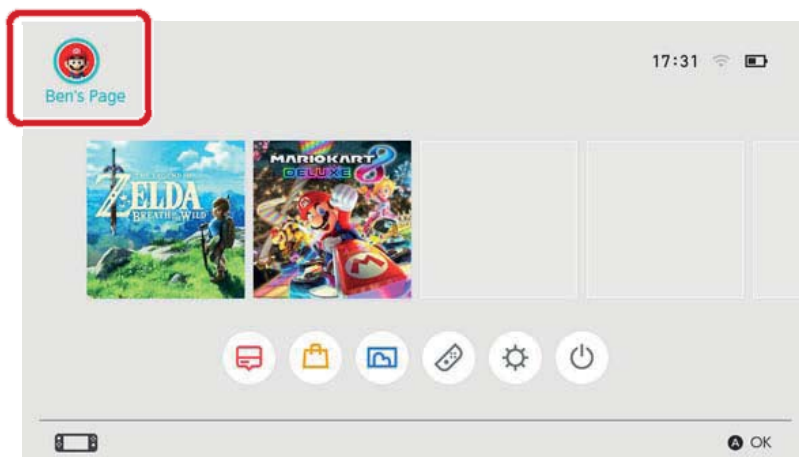 17:31
Ben's Page
THE LEGEND OF
ZELDA
BREATH OF THE WILD
MARIOKART 8
DELUXE
A OK